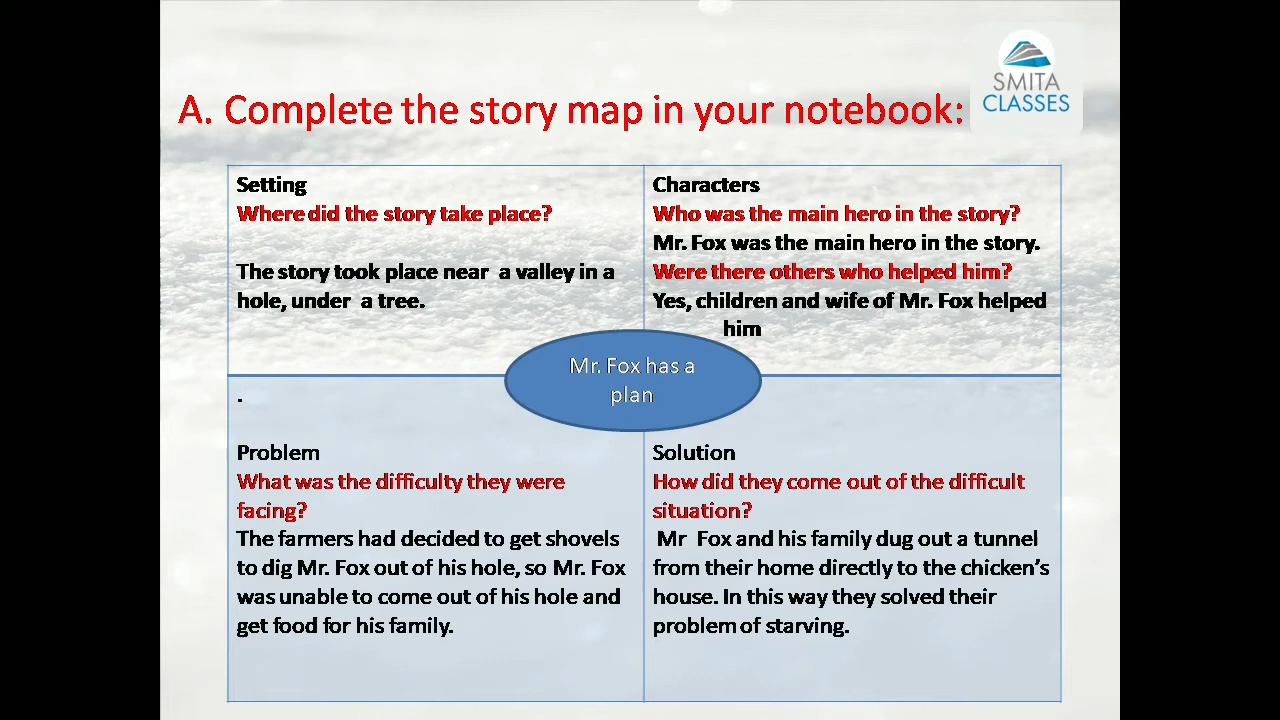 SMITA
CLASSES
A. Complete the story map in your notebook:
Setting
Where did the story take place?
The story took place near a valley in a
hole, under a tree.
Characters
Who was the main hero in the story?
Mr. Fox was the main hero in the story.
Were there others who helped him?
Yes, children and wife of Mr. Fox helped
him
Mr. Fox has a
plan
.
Problem
What was the difficulty they were
facing?
The farmers had decided to get shovels
to dig Mr. Fox out of his hole, so Mr. Fox
was unable to come out of his hole and
get food for his family.
Solution
How did they come out of the difficult
situation?
Mr Fox and his family dug out a tunnel
from their home directly to the chicken's
house. In this way they solved their
problem of starving.